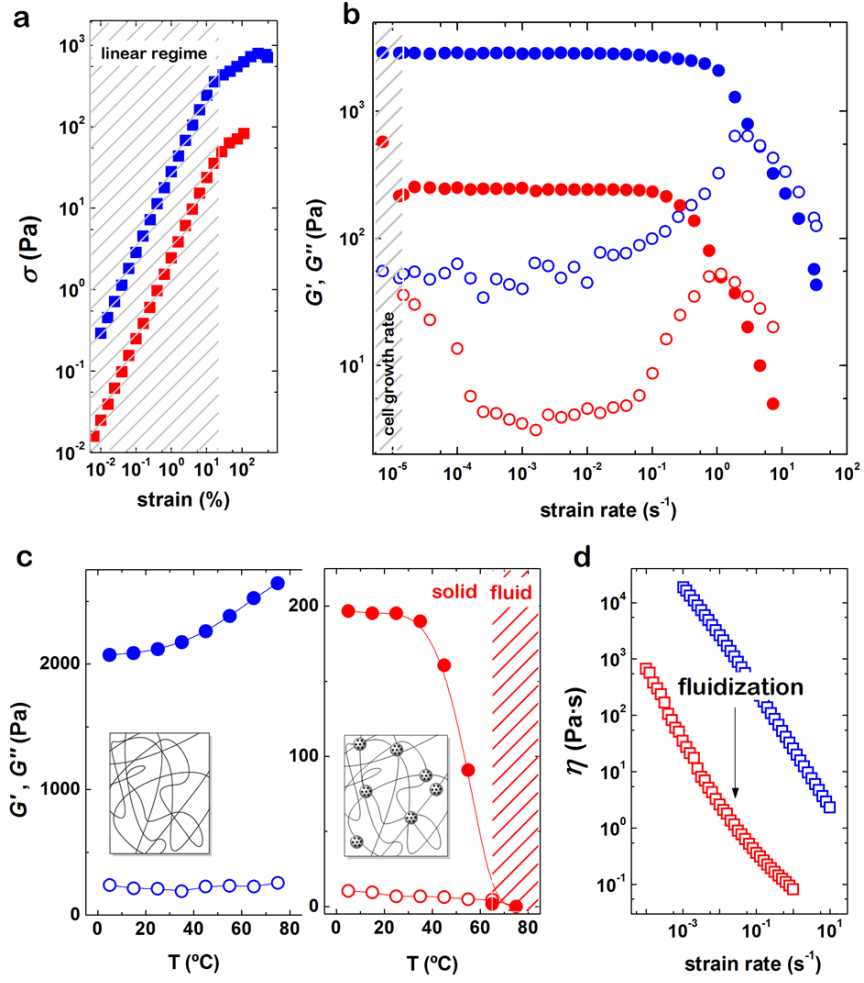 a
linear regime
10³
10²
10¹
10⁰
10⁻¹
10⁻²
σ (Pa)
10⁻² 10⁻¹ 10⁰ 10¹ 10²
strain (%)
b
10³
10²
10¹
G′, G″ (Pa)
cell growth rate
10⁻⁵ 10⁻⁴ 10⁻³ 10⁻² 10⁻¹ 10⁰ 10¹ 10²
strain rate (s⁻¹)
c
2000
1000
0
G′, G″ (Pa)
0 20 40 60 80
T (ºC)
solid fluid
200
100
0
0 20 40 60 80
T (ºC)
d
10⁴
10³
10²
10¹
10⁰
10⁻¹
η (Pa·s)
fluidization
10⁻³ 10⁻¹ 10¹
strain rate (s⁻¹)